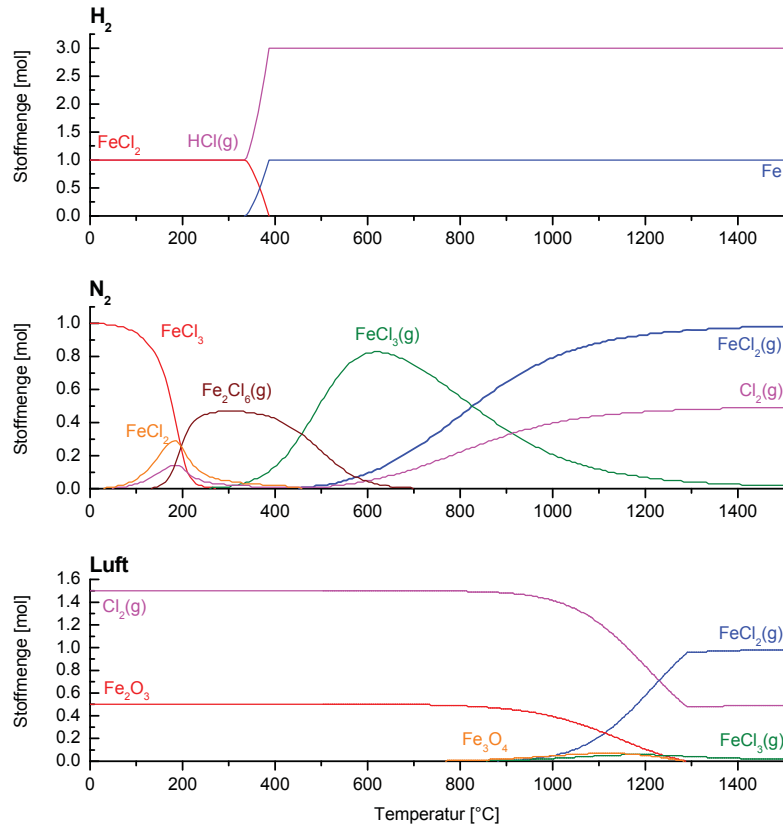 H₂
Stoffmenge [mol]
3.0
2.5
2.0
1.5
1.0
0.5
0.0
FeCl₂
HCl(g)
Fe
0 200 400 600 800 1000 1200 1400
N₂
Stoffmenge [mol]
1.0
0.8
0.6
0.4
0.2
0.0
FeCl₃
FeCl₃(g)
FeCl₂(g)
Fe₂Cl₆(g)
Cl₂(g)
FeCl₂
0 200 400 600 800 1000 1200 1400
Luft
Stoffmenge [mol]
1.6
1.4
1.2
1.0
0.8
0.6
0.4
0.2
0.0
Cl₂(g)
FeCl₂(g)
Fe₂O₃
Fe₃O₄
FeCl₃(g)
0 200 400 600 800 1000 1200 1400
Temperatur [°C]